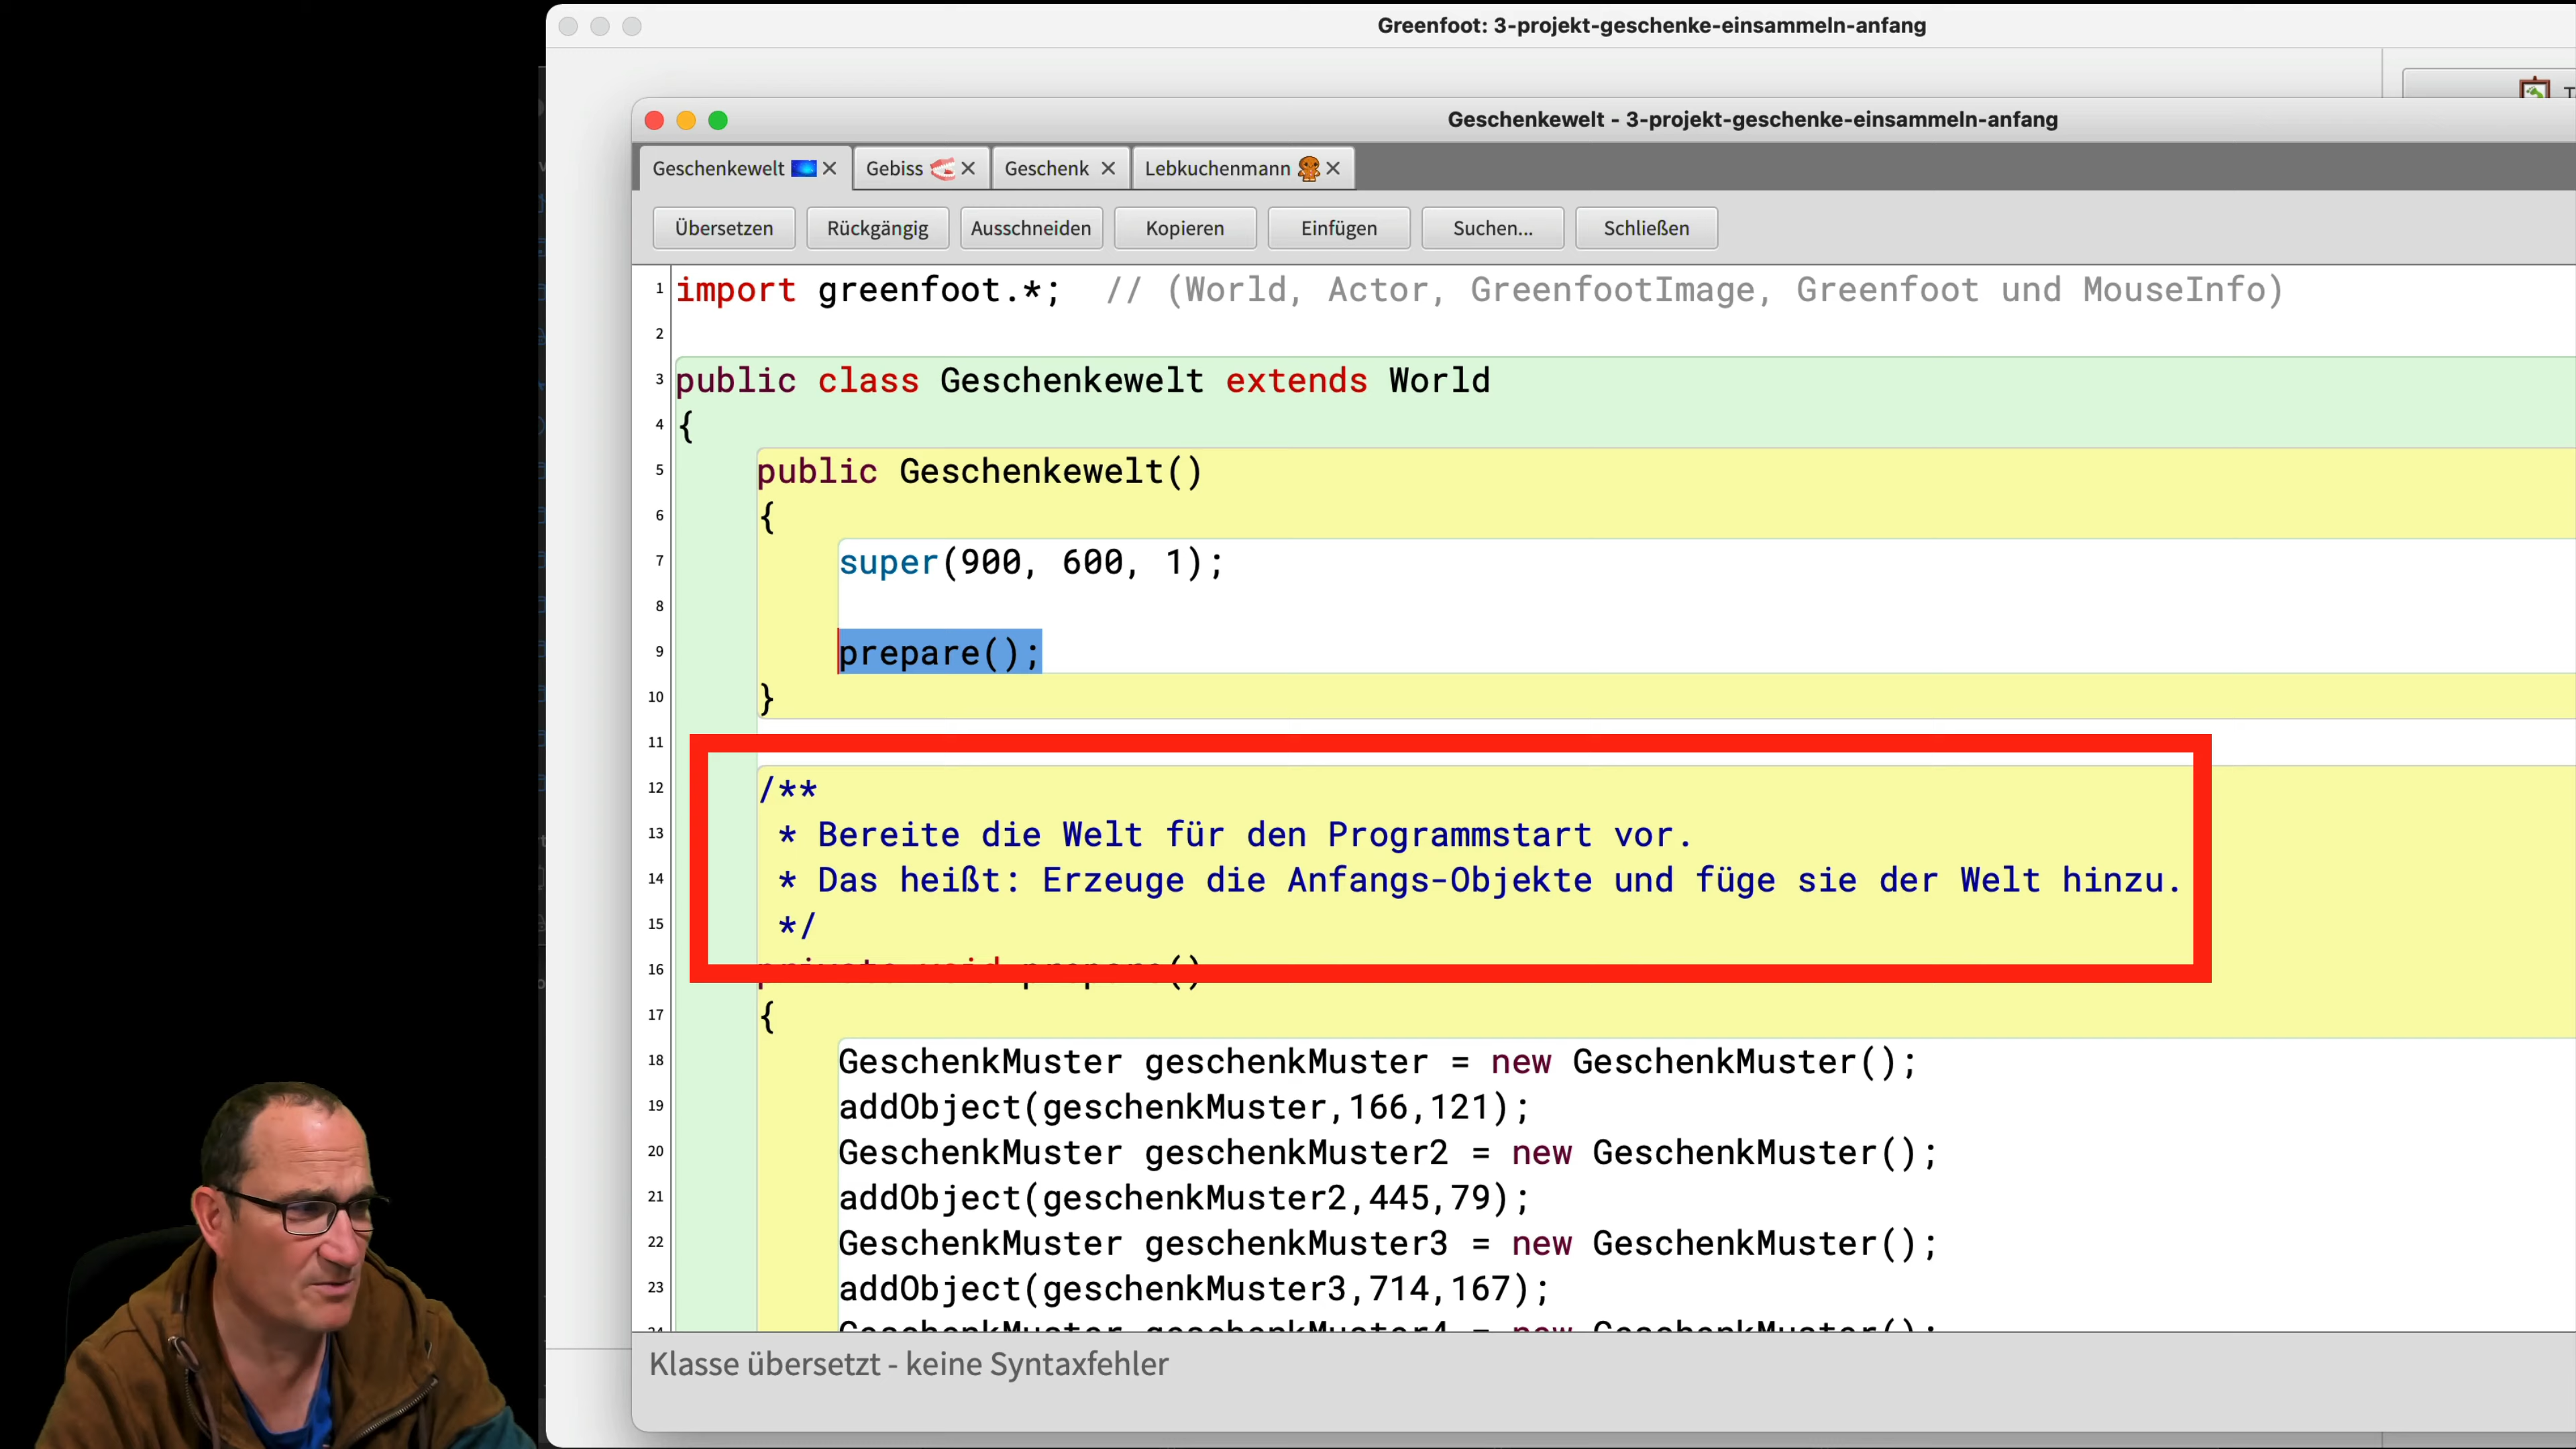 Greenfoot: 3-projekt-geschenke-einsammeln-anfang
Geschenkewelt - 3-projekt-geschenke-einsammeln-anfang
Geschenkewelt Gebiss Geschenk Lebkuchenmann
Übersetzen Rückgängig Ausschneiden Kopieren Einfügen Suchen... Schließen
1 import greenfoot.*;  // (World, Actor, GreenfootImage, Greenfoot und MouseInfo)
2
3 public class Geschenkewelt extends World
4 {
5 public Geschenkewelt()
6 {
7 super(900, 600, 1);
8
9 prepare();
10 }
11
12 /**
13 * Bereite die Welt für den Programmstart vor.
14 * Das heißt: Erzeuge die Anfangs-Objekte und füge sie der Welt hinzu.
15 */
16 private void prepare()
17 {
18 GeschenkMuster geschenkMuster = new GeschenkMuster();
19 addObject(geschenkMuster,166,121);
20 GeschenkMuster geschenkMuster2 = new GeschenkMuster();
21 addObject(geschenkMuster2,445,79);
22 GeschenkMuster geschenkMuster3 = new GeschenkMuster();
23 addObject(geschenkMuster3,714,167);
24 GeschenkMuster geschenkMuster4 = new GeschenkMuster();
Klasse übersetzt - keine Syntaxfehler